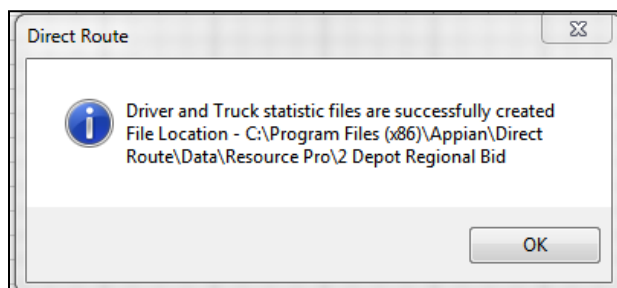 Direct Route
Driver and Truck statistic files are successfully created
File Location - C:\Program Files (x86)\Appian\Direct
Route\Data\Resource Pro\2 Depot Regional Bid
OK